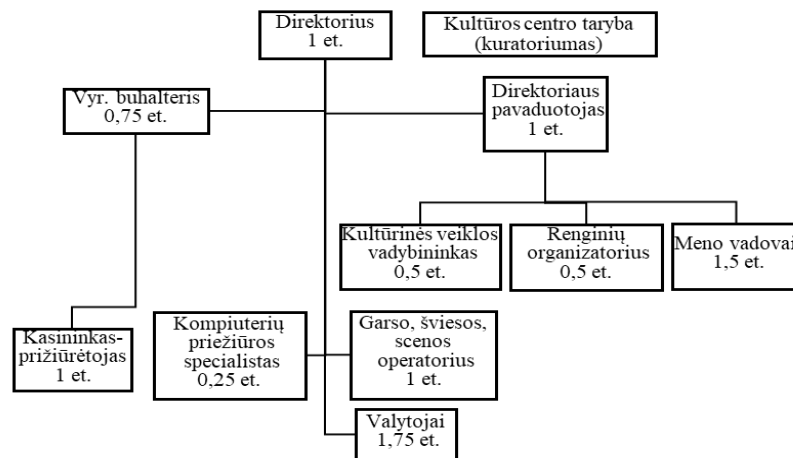 Direktorius
1 et.
Kultūros centro taryba
(kuratoriumas)
Vyr. buhalteris
0,75 et.
Direktoriaus
pavaduotojas
1 et.
Kultūrinės veiklos
vadybininkas
0,5 et.
Renginių
organizatorius
0,5 et.
Meno vadovai
1,5 et.
Kasininkas-
prižiūrėtojas
1 et.
Kompiuterių
priežiūros
specialistas
0,25 et.
Garso, šviesos,
scenos
operatorius
1 et.
Valytojai
1,75 et.